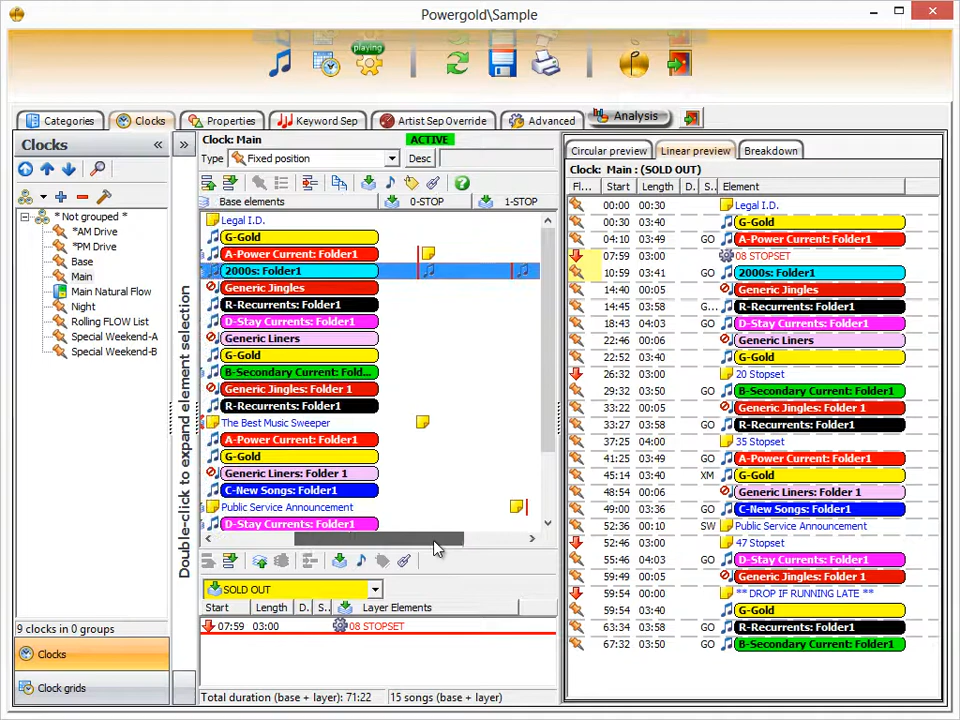 Powergold\Sample
playing
Categories
Clocks
Properties
Keyword Sep
Artist Sep Override
Advanced
Analysis
Clocks
«
»
* Not grouped *
*AM Drive
*PM Drive
Base
Main
Main Natural Flow
Night
Rolling FLOW List
Special Weekend-A
Special Weekend-B
9 clocks in 0 groups
Clocks
Clock grids
Double-click to expand element selection
Clock: Main ACTIVE
Type Fixed position Desc
Base elements 0-STOP 1-STOP
Legal I.D.
G-Gold
A-Power Current: Folder1
2000s: Folder1
Generic Jingles
R-Recurrents: Folder1
D-Stay Currents: Folder1
Generic Liners
G-Gold
B-Secondary Current: Fold...
Generic Jingles: Folder 1
R-Recurrents: Folder1
The Best Music Sweeper
A-Power Current: Folder1
G-Gold
Generic Liners: Folder 1
C-New Songs: Folder1
Public Service Announcement
D-Stay Currents: Folder1
SOLD OUT
Start Length D. S.. Layer Elements
07:59 03:00 08 STOPSET
Total duration (base + layer): 71:22 15 songs (base + layer)
Circular preview Linear preview Breakdown
Clock: Main : (SOLD OUT)
Fl... Start Length D. S.. Element
00:00 00:30 Legal I.D.
00:30 03:40 G-Gold
04:10 03:49 GO A-Power Current: Folder1
07:59 03:00 08 STOPSET
10:59 03:41 GO 2000s: Folder1
14:40 00:05 Generic Jingles
14:45 03:58 G... R-Recurrents: Folder1
18:43 04:03 GO D-Stay Currents: Folder1
22:46 00:06 Generic Liners
22:52 03:40 G-Gold
26:32 03:00 20 Stopset
29:32 03:50 GO B-Secondary Current: Folder1
33:22 00:05 Generic Jingles: Folder 1
33:27 03:58 GO R-Recurrents: Folder1
37:25 04:00 35 Stopset
41:25 03:49 GO A-Power Current: Folder1
45:14 03:40 XM G-Gold
48:54 00:06 Generic Liners: Folder 1
49:00 03:36 GO C-New Songs: Folder1
52:36 00:10 SW Public Service Announcement
52:46 03:00 47 Stopset
55:46 04:03 GO D-Stay Currents: Folder1
59:49 00:05 Generic Jingles: Folder 1
59:54 00:00 ** DROP IF RUNNING LATE **
59:54 03:40 GO G-Gold
63:34 03:58 GO R-Recurrents: Folder1
67:32 03:50 GO B-Secondary Current: Folder1